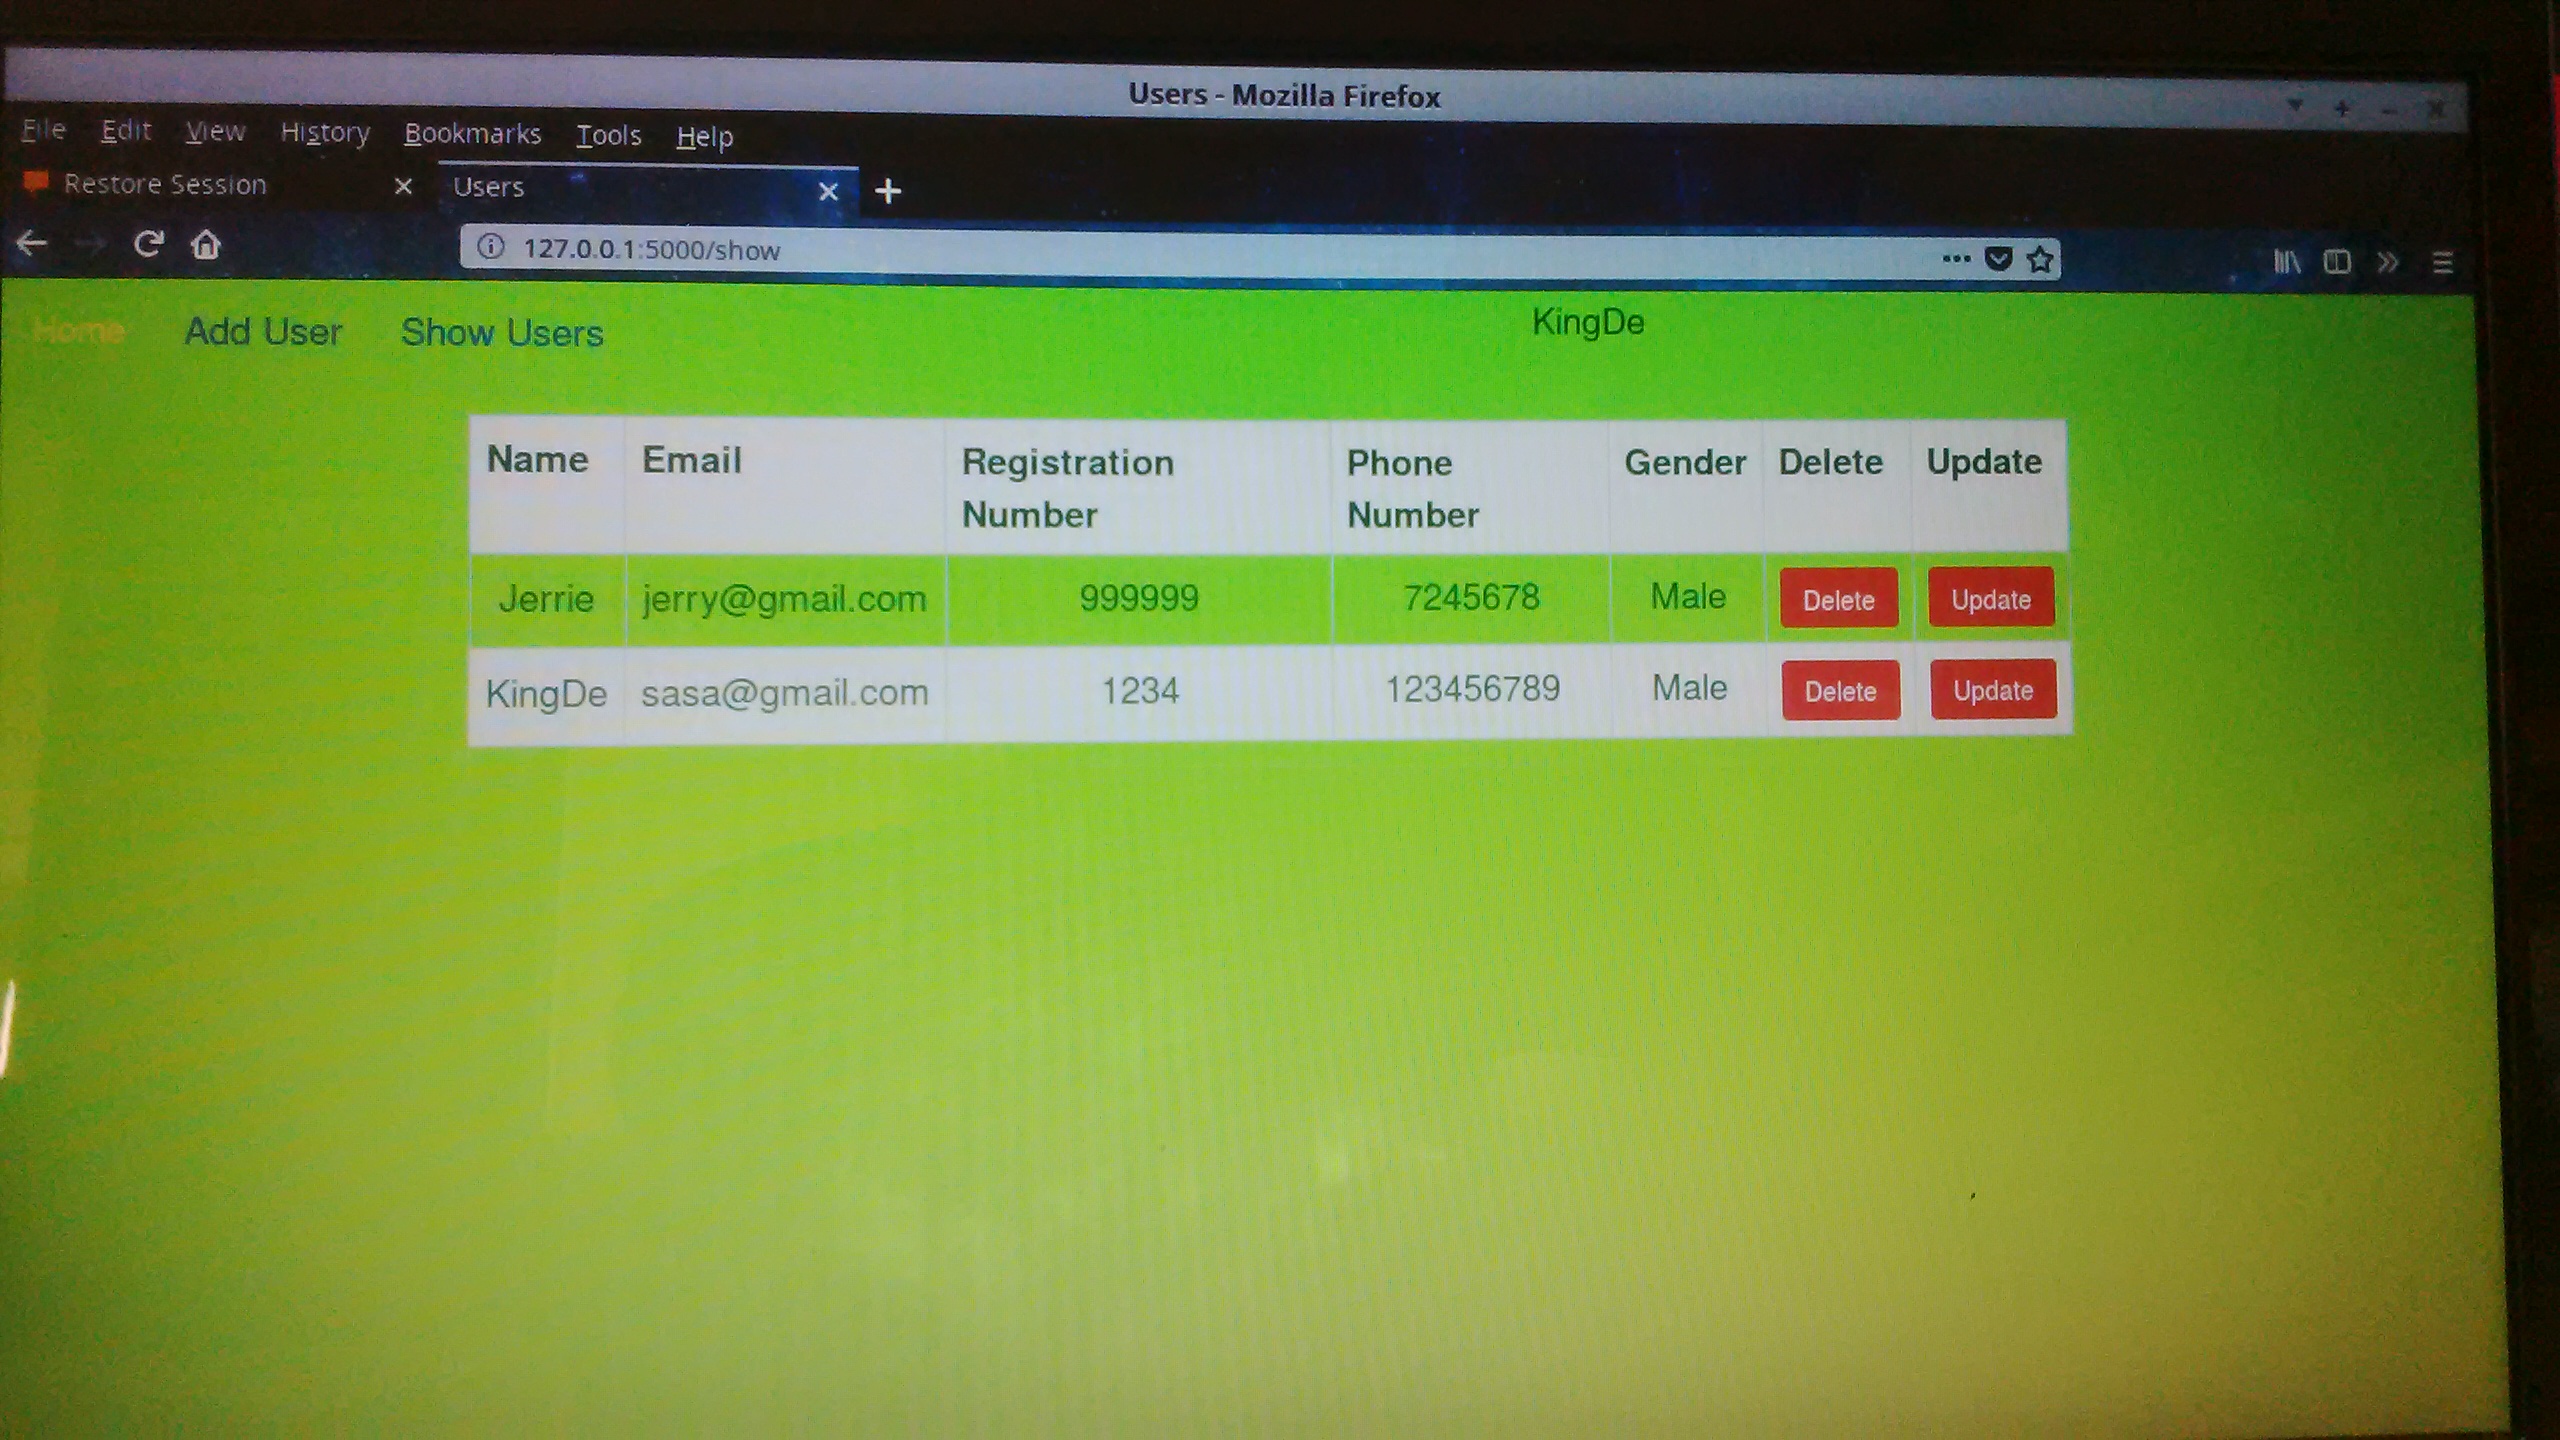 Users - Mozilla Firefox
File Edit View History Bookmarks Tools Help
Restore Session Users
127.0.0.1:5000/show
Home Add User Show Users KingDe
Name Email Registration Number Phone Number Gender Delete Update
Jerrie jerry@gmail.com 999999 7245678 Male Delete Update
KingDe sasa@gmail.com 1234 123456789 Male Delete Update